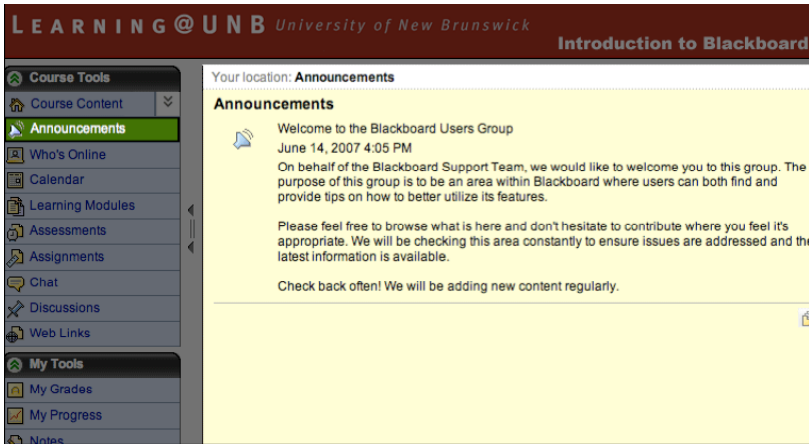 LEARNING@UNB University of New Brunswick
Introduction to Blackboard
Course Tools
Course Content
Announcements
Who's Online
Calendar
Learning Modules
Assessments
Assignments
Chat
Discussions
Web Links
My Tools
My Grades
My Progress
Notes
Your location: Announcements
Announcements
Welcome to the Blackboard Users Group
June 14, 2007 4:05 PM
On behalf of the Blackboard Support Team, we would like to welcome you to this group. The
purpose of this group is to be an area within Blackboard where users can both find and
provide tips on how to better utilize its features.
Please feel free to browse what is here and don't hesitate to contribute where you feel it's
appropriate. We will be checking this area constantly to ensure issues are addressed and the
latest information is available.
Check back often! We will be adding new content regularly.